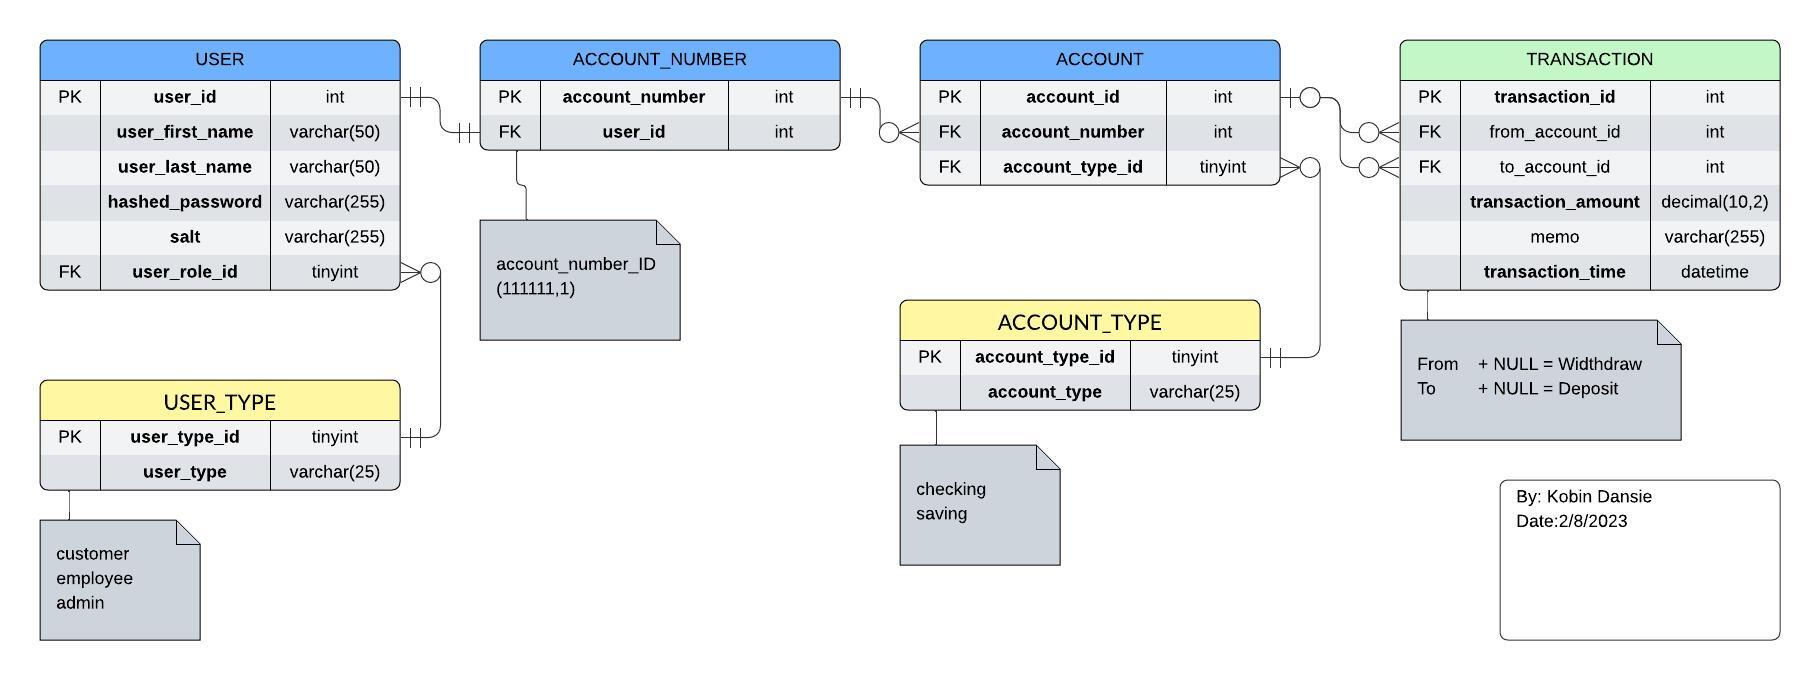 USER
PK user_id int
user_first_name varchar(50)
user_last_name varchar(50)
hashed_password varchar(255)
salt varchar(255)
FK user_role_id tinyint
ACCOUNT_NUMBER
PK account_number int
FK user_id int
account_number_ID
(111111,1)
ACCOUNT
PK account_id int
FK account_number int
FK account_type_id tinyint
TRANSACTION
PK transaction_id int
FK from_account_id int
FK to_account_id int
transaction_amount decimal(10,2)
memo varchar(255)
transaction_time datetime
From + NULL = Widthdraw
To + NULL = Deposit
USER_TYPE
PK user_type_id tinyint
user_type varchar(25)
customer
employee
admin
ACCOUNT_TYPE
PK account_type_id tinyint
account_type varchar(25)
checking
saving
By: Kobin Dansie
Date:2/8/2023